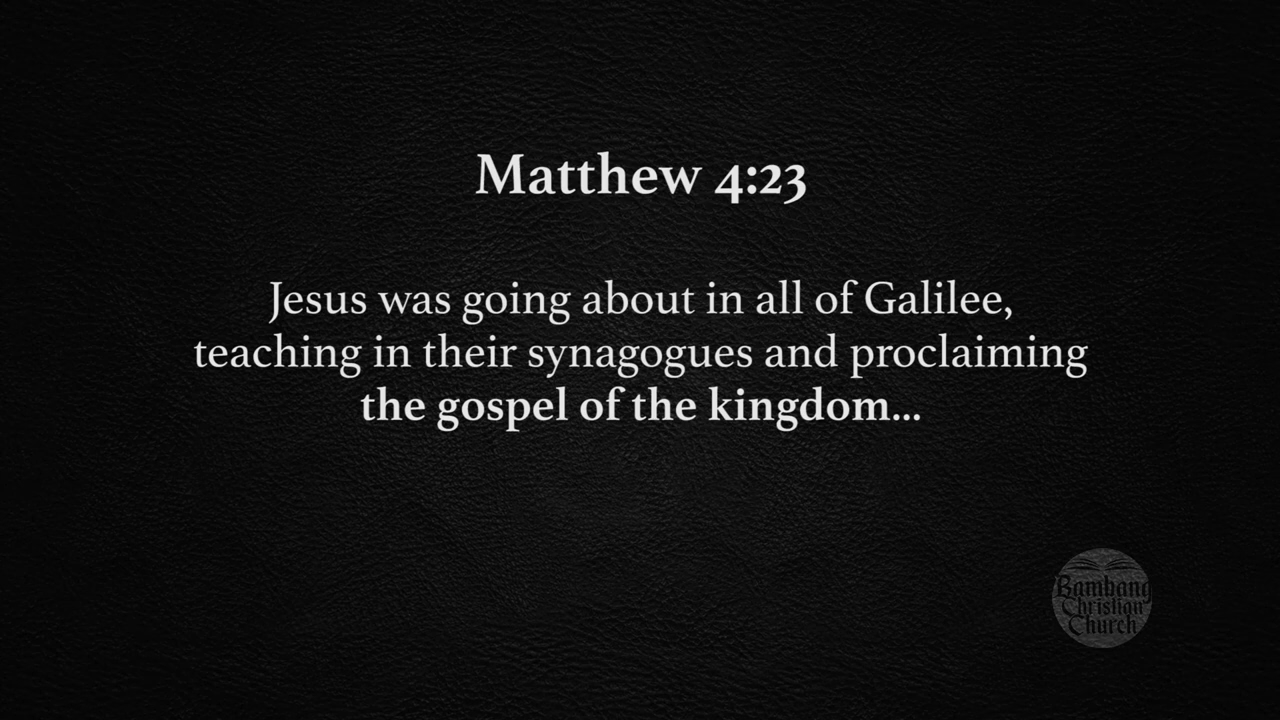 Matthew 4:23
Jesus was going about in all of Galilee,
teaching in their synagogues and proclaiming
the gospel of the kingdom...
Bambang
Christian
Church